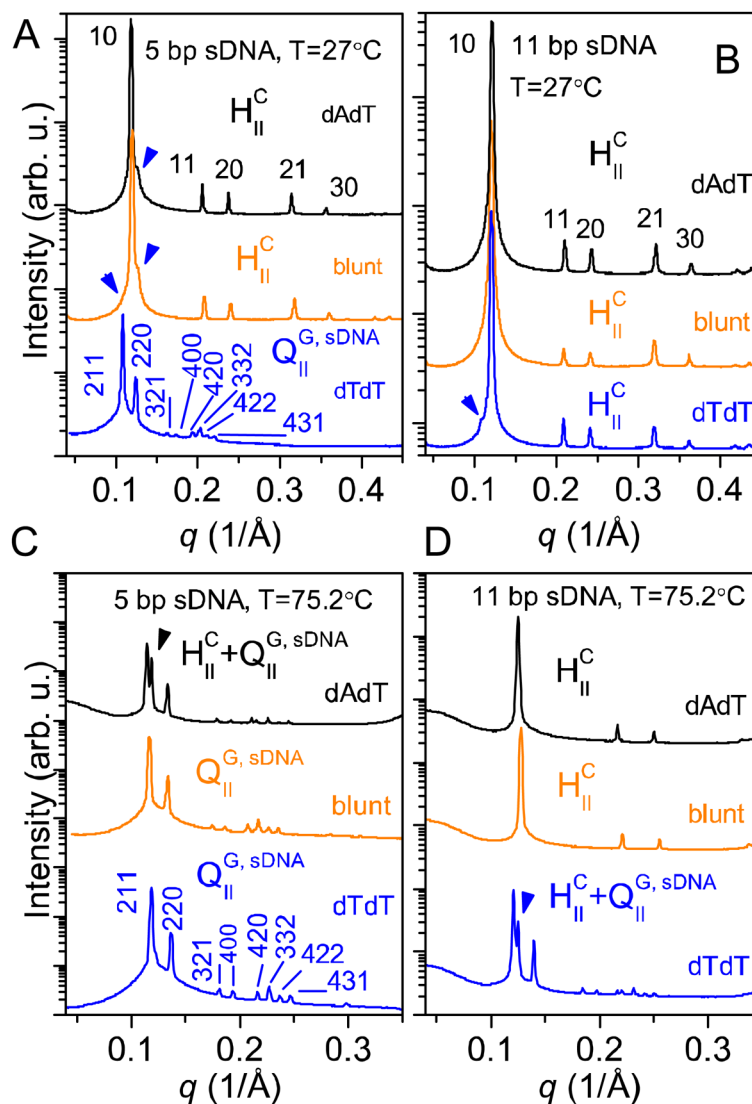 A
5 bp sDNA, T=27°C
10
H_II^C
dAdT
11
20
21
30
H_II^C
blunt
Q_II^G, sDNA
211
220
321
400
420
332
422
431
dTdT
Intensity (arb. u.)
0.1 0.2 0.3 0.4
q (1/Å)
B
10
11 bp sDNA
T=27°C
H_II^C
dAdT
11
20
21
30
H_II^C
blunt
H_II^C
dTdT
0.1 0.2 0.3 0.4
q (1/Å)
C
5 bp sDNA, T=75.2°C
H_II^C+Q_II^G, sDNA
dAdT
Q_II^G, sDNA
blunt
Q_II^G, sDNA
211
220
dTdT
321
400
420
332
422
431
Intensity (arb. u.)
0.1 0.2 0.3
q (1/Å)
D
11 bp sDNA, T=75.2°C
H_II^C
dAdT
H_II^C
blunt
H_II^C+Q_II^G, sDNA
dTdT
0.1 0.2 0.3
q (1/Å)